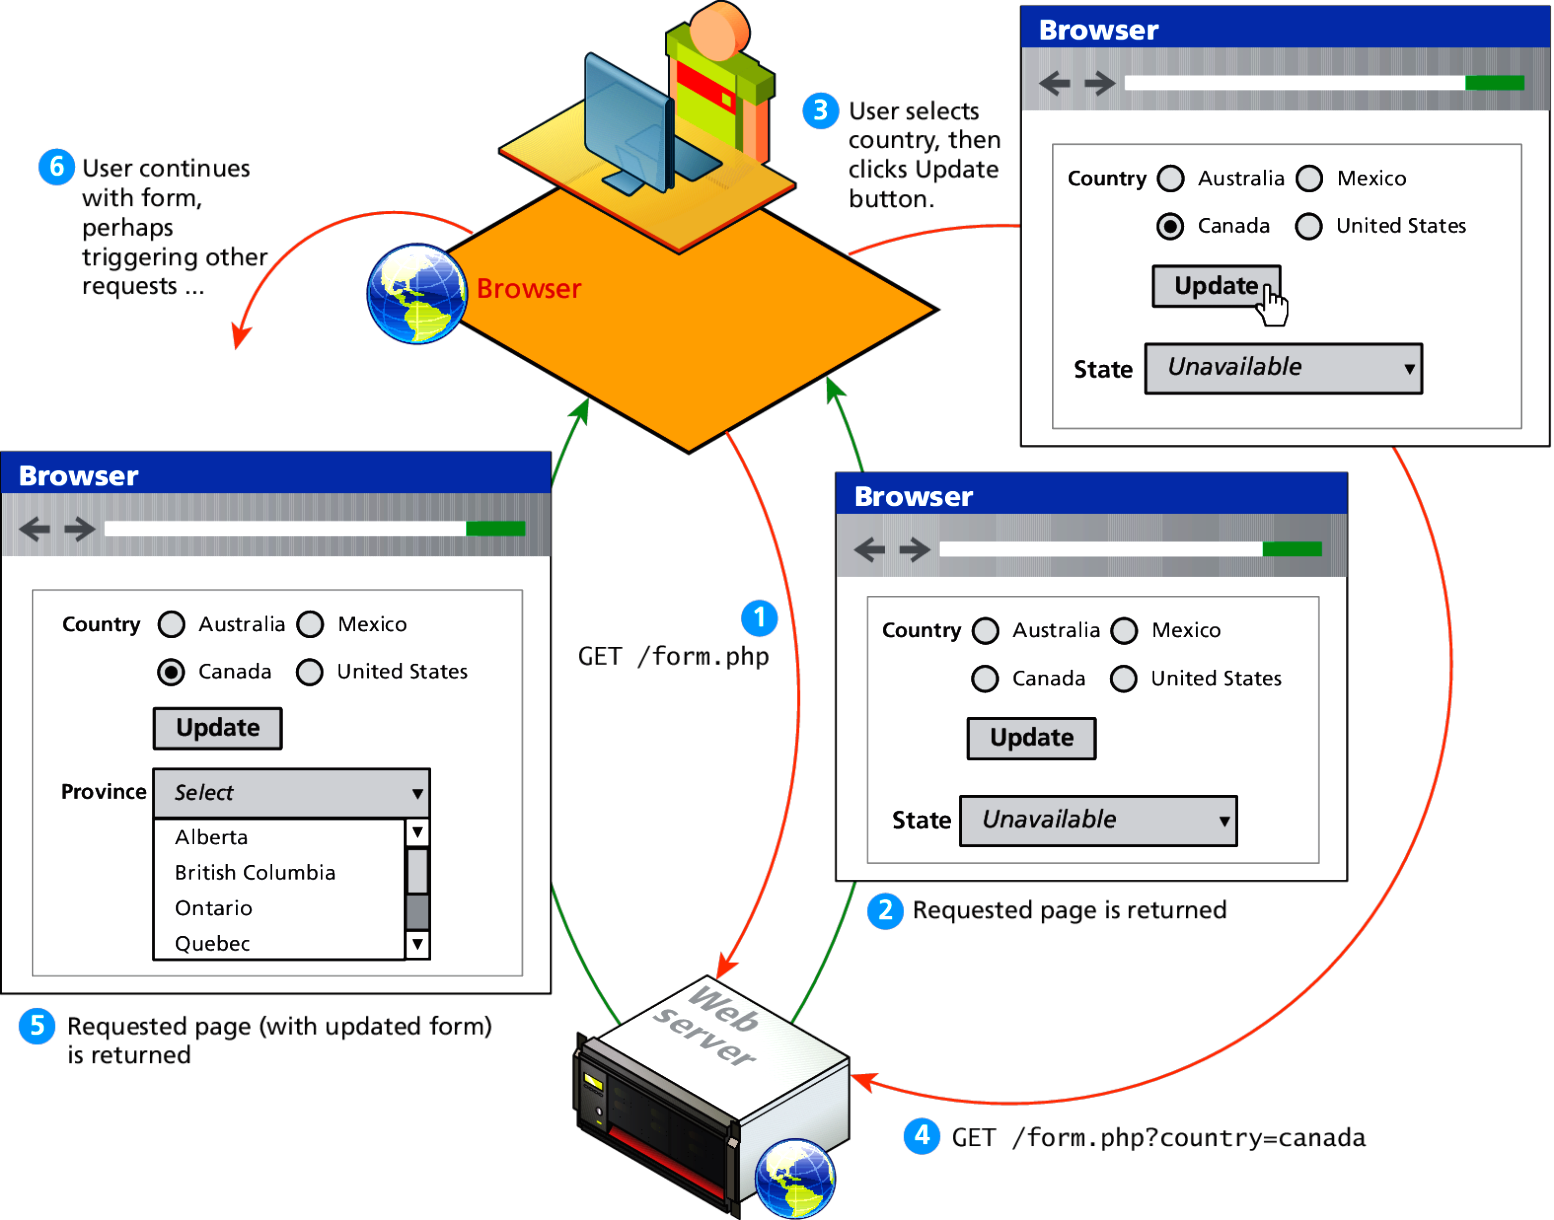 Browser
3 User selects
country, then
clicks Update
button.
6 User continues
with form,
perhaps
triggering other
requests ...
Browser
Country Australia Mexico
Canada United States
Update
State Unavailable
Browser
Country Australia Mexico
Canada United States
Update
Province Select
Alberta
British Columbia
Ontario
Quebec
5 Requested page (with updated form)
is returned
1
GET /form.php
Browser
Country Australia Mexico
Canada United States
Update
State Unavailable
2 Requested page is returned
Web
server
4 GET /form.php?country=canada